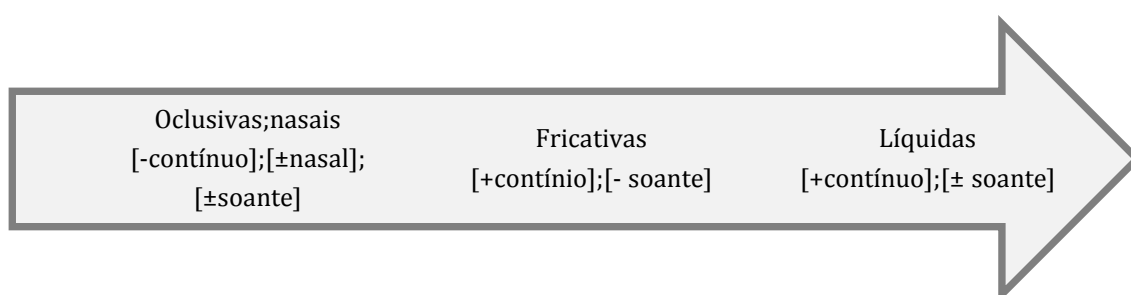 Oclusivas;nasais
[-contínuo];[±nasal];
[±soante]
Fricativas
[+contínio];[- soante]
Líquidas
[+contínuo];[± soante]